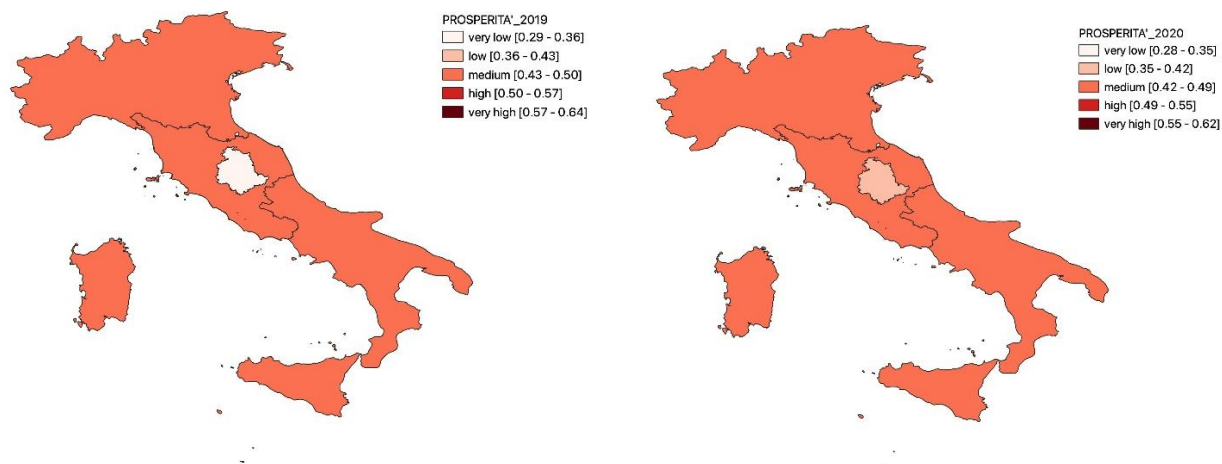 PROSPERITA'_2019
very low [0.29 - 0.36]
low [0.36 - 0.43]
medium [0.43 - 0.50]
high [0.50 - 0.57]
very high [0.57 - 0.64]
PROSPERITA'_2020
very low [0.28 - 0.35]
low [0.35 - 0.42]
medium [0.42 - 0.49]
high [0.49 - 0.55]
very high [0.55 - 0.62]